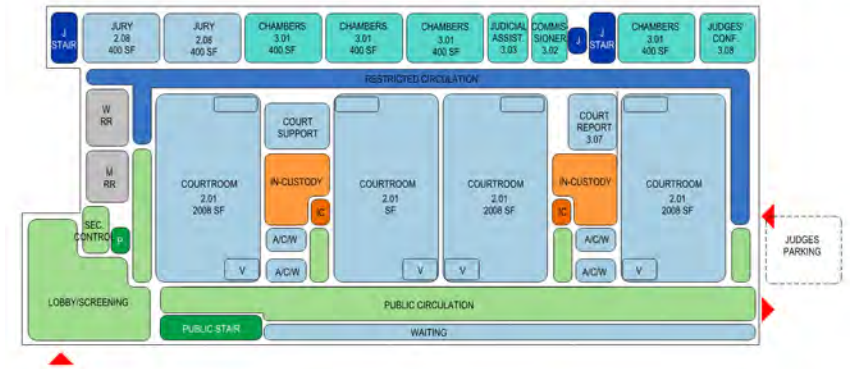 J
STAIR
JURY
2.08
400 SF
JURY
2.08
400 SF
CHAMBERS
3.01
400 SF
CHAMBERS
3.01
400 SF
CHAMBERS
3.01
400 SF
JUDICIAL
ASSIST.
3.03
COMMIS-
SIONER
3.02
J
J
STAIR
CHAMBERS
3.01
400 SF
JUDGES'
CONF.
3.08
RESTRICTED CIRCULATION
W
RR
M
RR
SEC.
CONTROL
P
LOBBY/SCREENING
COURTROOM
2.01
2008 SF
V
COURT
SUPPORT
IN-CUSTODY
IC
A/C/W
A/C/W
COURTROOM
2.01
SF
V
COURTROOM
2.01
2008 SF
V
COURT
REPORT
3.07
IN-CUSTODY
IC
A/C/W
A/C/W
COURTROOM
2.01
2008 SF
V
JUDGES
PARKING
PUBLIC CIRCULATION
PUBLIC STAIR
WAITING